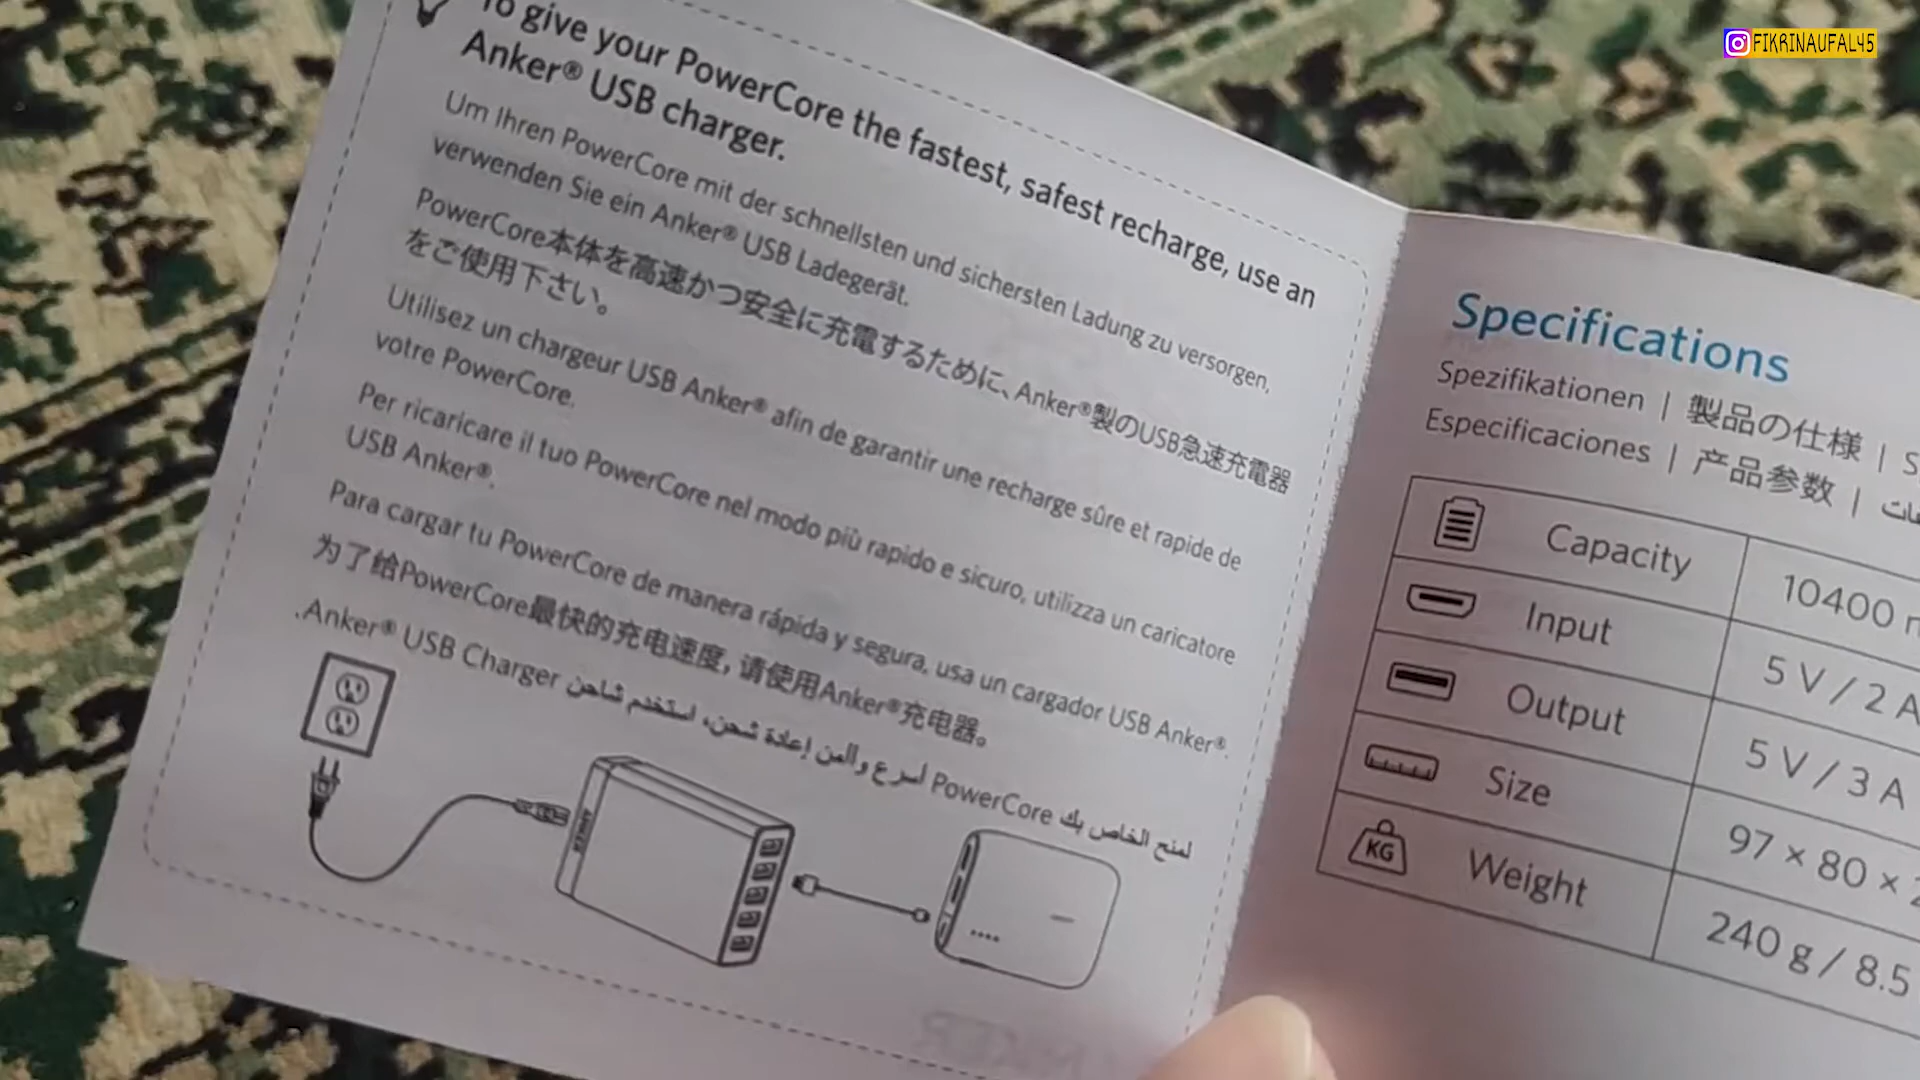 FIKRINAUFAL45
To give your PowerCore the fastest, safest recharge, use an
Anker® USB charger.
Um Ihren PowerCore mit der schnellsten und sichersten Ladung zu versorgen,
verwenden Sie ein Anker® USB Ladegerät.
PowerCore本体を高速かつ安全に充電するために、Anker®製のUSB急速充電器
をご使用下さい。
Utilisez un chargeur USB Anker® afin de garantir une recharge sûre et rapide de
votre PowerCore.
Per ricaricare il tuo PowerCore nel modo più rapido e sicuro, utilizza un caricatore
USB Anker®.
Para cargar tu PowerCore de manera rápida y segura, usa un cargador USB Anker®.
为了给PowerCore最快的充电速度，请使用Anker®充电器。
لمنح الخاص بك PowerCore أسرع وآلمن إعادة شحن، استخدم شاحن Anker® USB Charger.
ANKER
Specifications
Spezifikationen | 製品の仕様 |
Especificaciones | 产品参数 |
Capacity 10400
Input 5 V / 2 A
Output 5 V / 3 A
Size 97 × 80 ×
KG Weight 240 g / 8.5